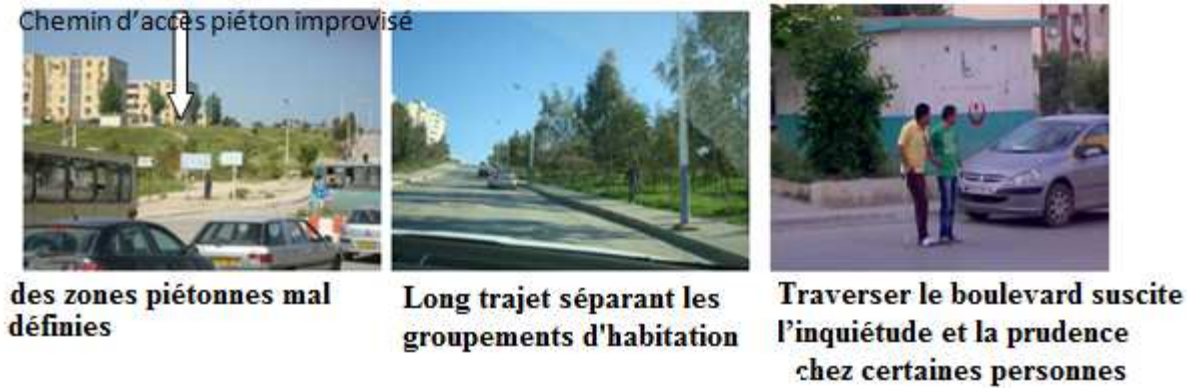 Chemin d'accès piéton improvisé
des zones piétonnes mal
définies
Long trajet séparant les
groupements d'habitation
Traverser le boulevard suscite
l'inquiétude et la prudence
chez certaines personnes